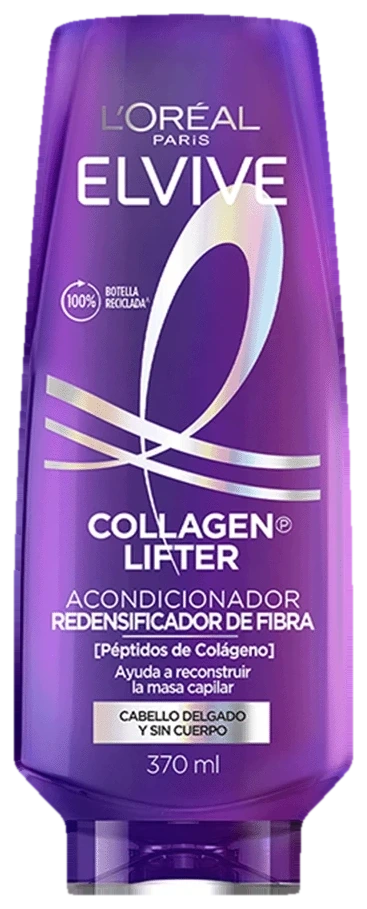 L'ORÉAL
PARIS
ELVIVE
100%
BOTELLA
RECICLADA^
COLLAGEN℗
LIFTER
ACONDICIONADOR
REDENSIFICADOR DE FIBRA
[Péptidos de Colágeno]
Ayuda a reconstruir
la masa capilar
CABELLO DELGADO
Y SIN CUERPO
370 ml